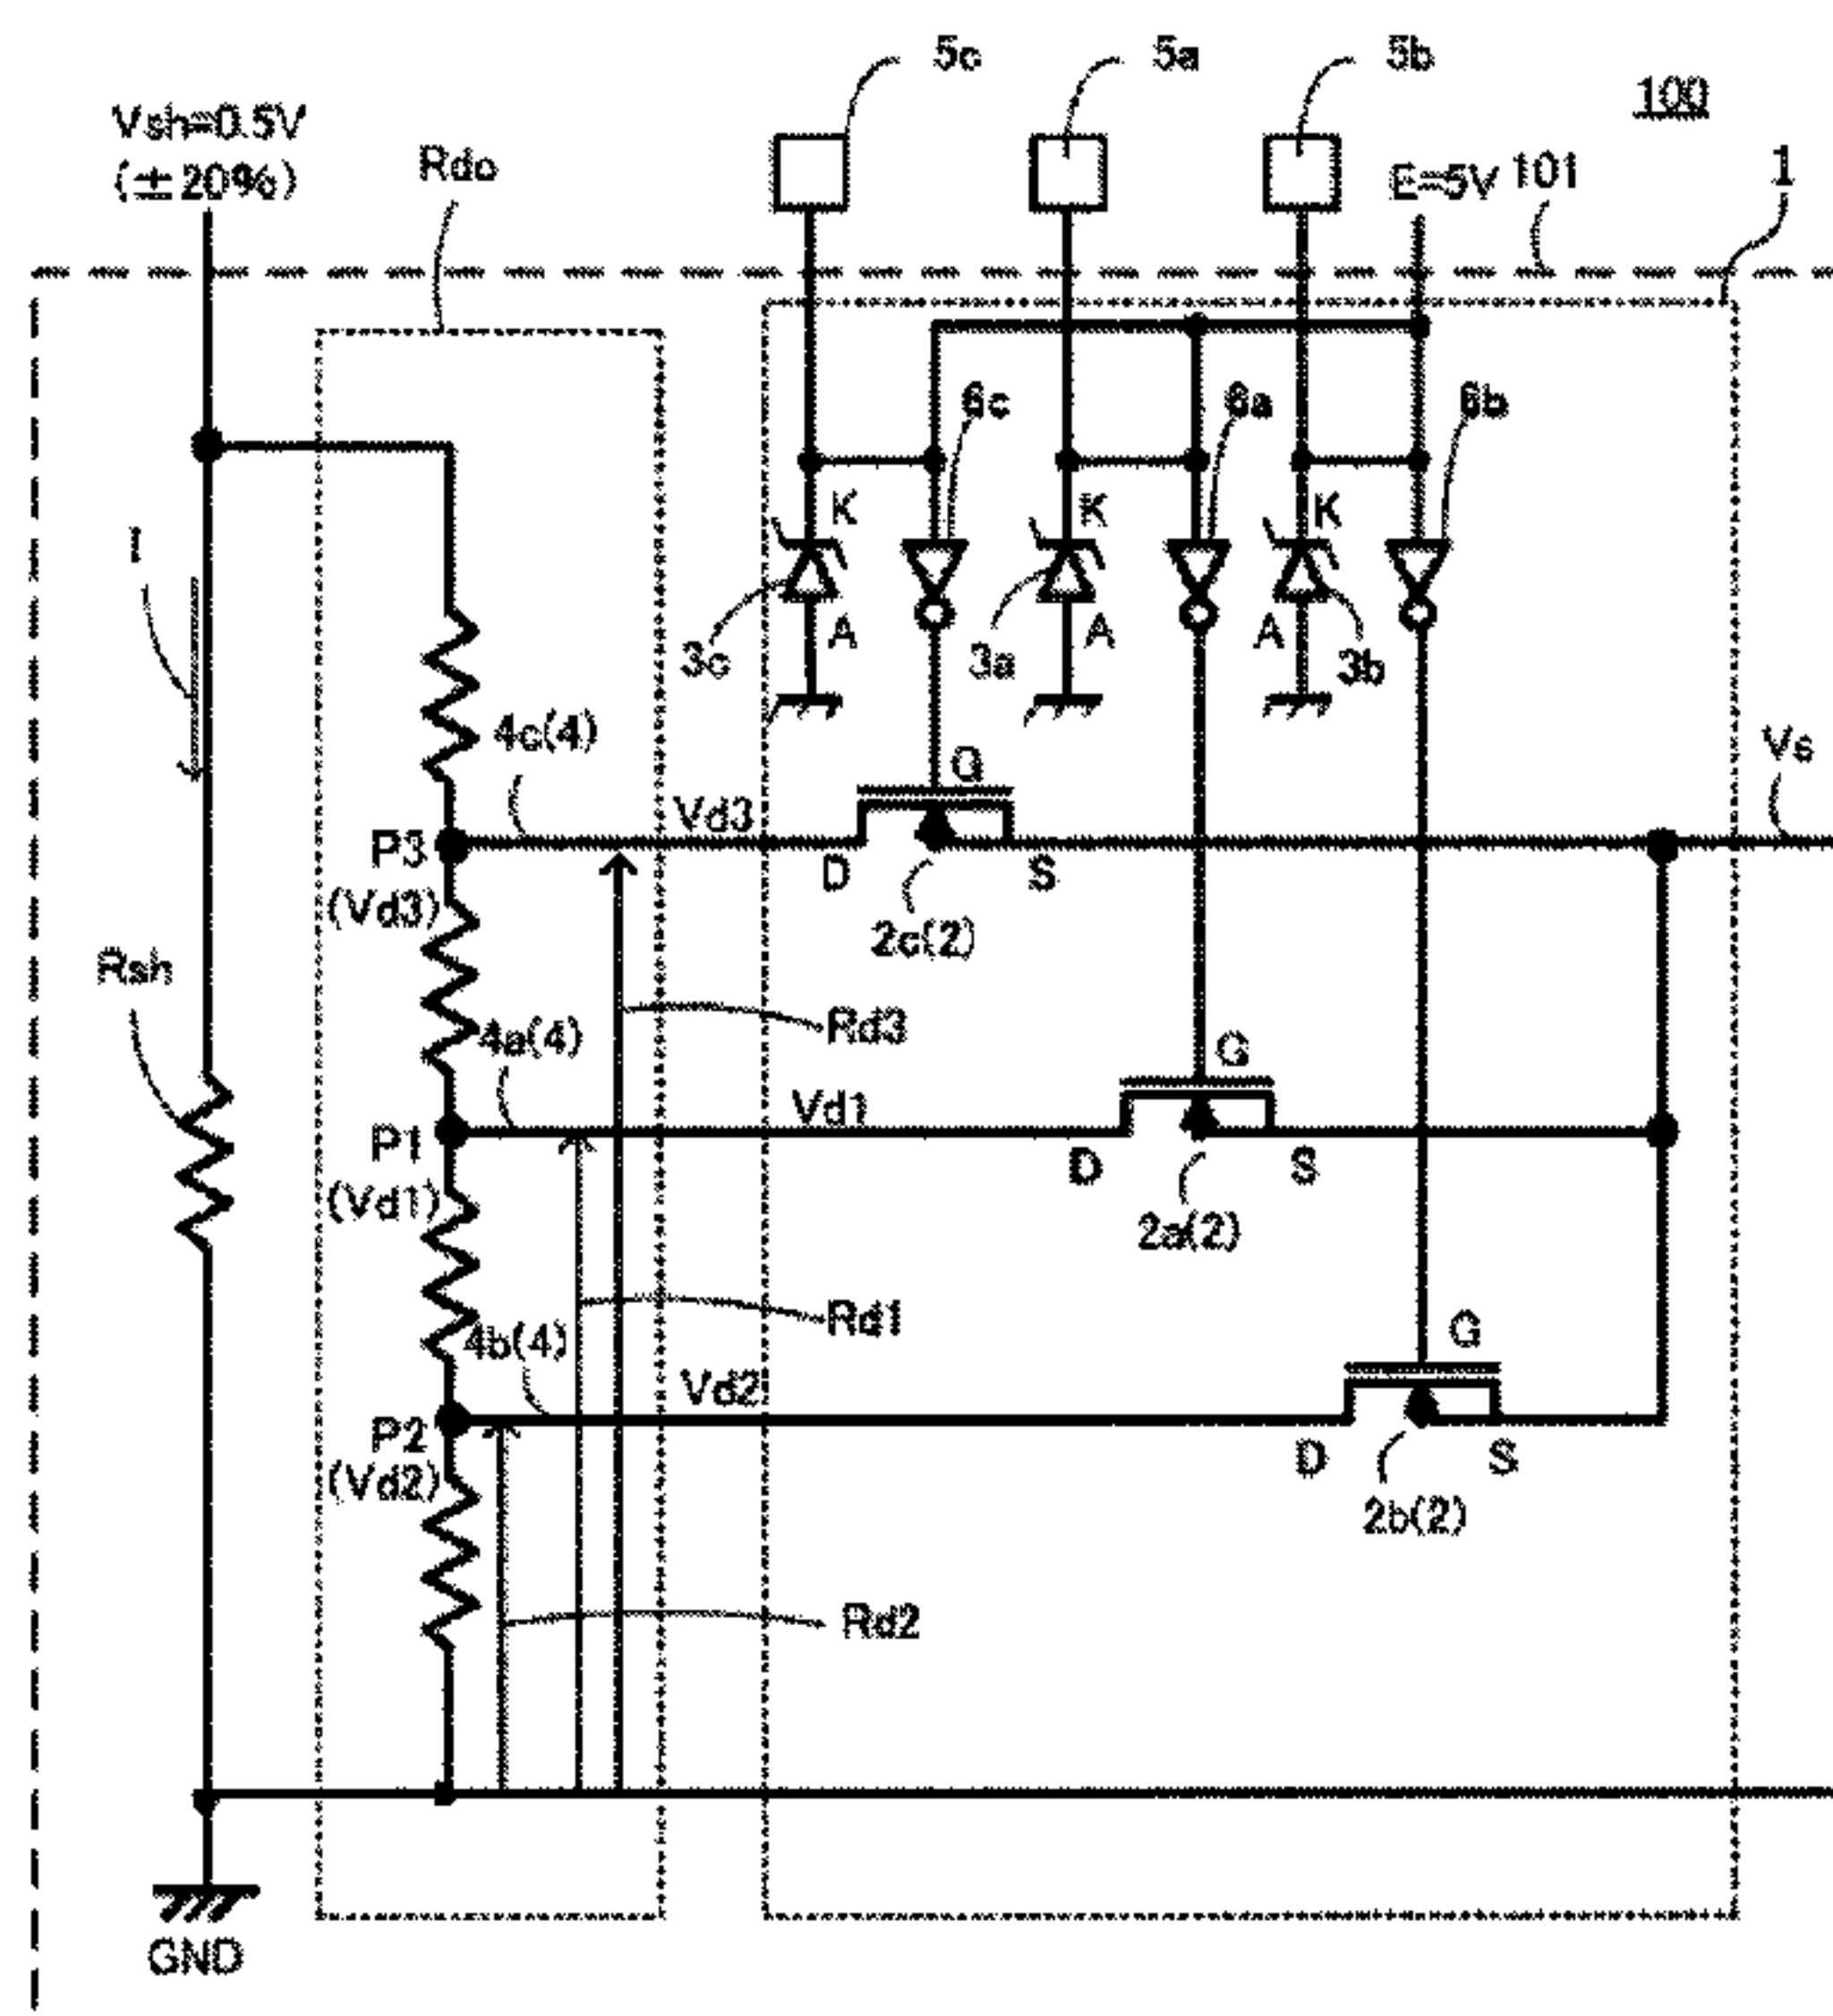 5c 5a 5b
100
Vsh=0.5V
(±20%)
Rdo
E=5V 101
1
6c 6a 6b
K K K
I
3c A 3a A A 3b
4c(4)
G
Vs
Vd3
P3
D S
(Vd3)
2c(2)
Rsh
Rd3
4a(4)
G
Vd1
P1
D S
(Vd1)
2a(2)
Rd1
4b(4)
G
Vd2
P2
D S
(Vd2)
2b(2)
Rd2
GND